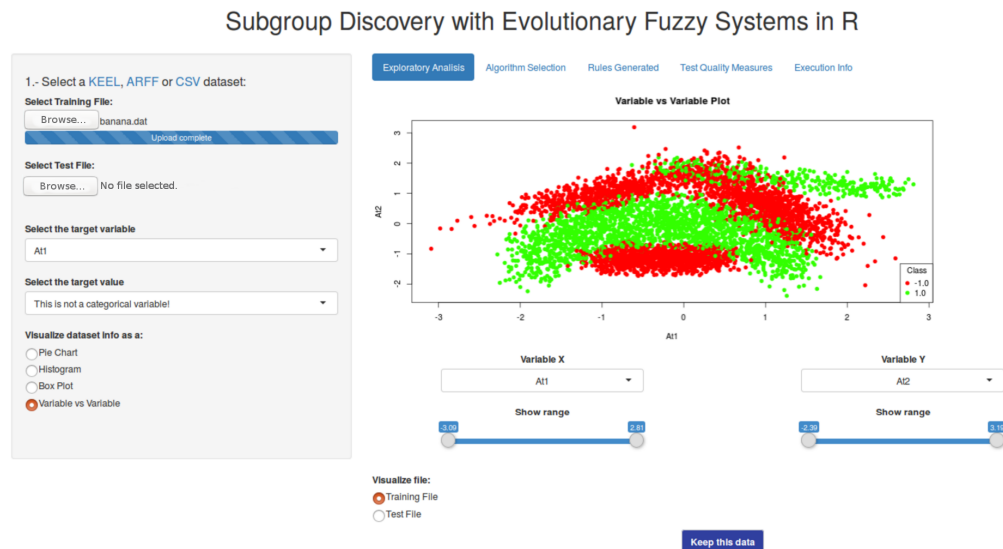 Subgroup Discovery with Evolutionary Fuzzy Systems in R
1.- Select a KEEL, ARFF or CSV dataset:
Select Training File:
Browse... banana.dat
Upload complete
Select Test File:
Browse... No file selected.
Select the target variable
At1
Select the target value
This is not a categorical variable!
Visualize dataset info as a:
Pie Chart
Histogram
Box Plot
Variable vs Variable
Exploratory Analisis Algorithm Selection Rules Generated Test Quality Measures Execution Info
Variable vs Variable Plot
At2
3
2
1
0
-1
-2
Class
-1.0
1.0
-3 -2 -1 0 1 2 3
At1
Variable X
At1
Show range
-3.09 2.81
Variable Y
At2
Show range
-2.39 3.19
Visualize file:
Training File
Test File
Keep this data